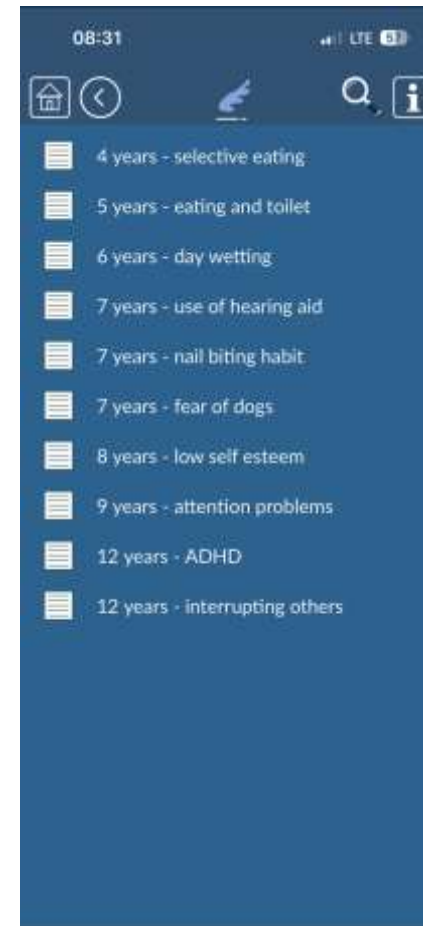 08:31
LTE
4 years - selective eating
5 years - eating and toilet
6 years - day wetting
7 years - use of hearing aid
7 years - nail biting habit
7 years - fear of dogs
8 years - low self esteem
9 years - attention problems
12 years - ADHD
12 years - interrupting others